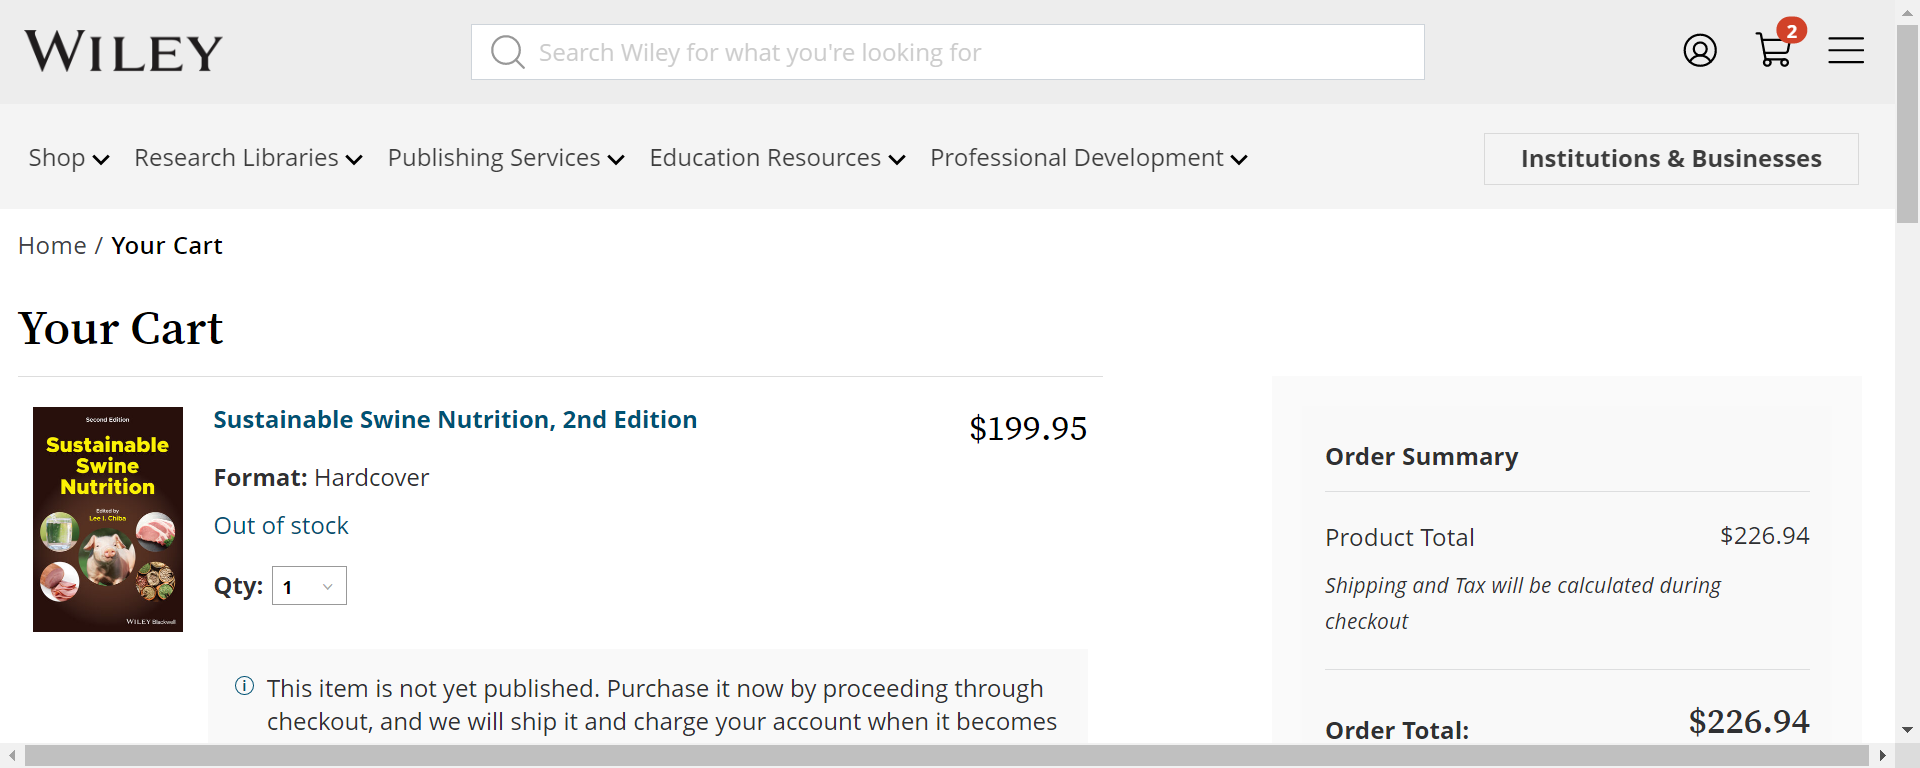 WILEY
Search Wiley for what you're looking for
2
Shop
Research Libraries
Publishing Services
Education Resources
Professional Development
Institutions & Businesses
Home / Your Cart
Your Cart
Second Edition
Sustainable
Swine
Nutrition
Edited by
Lee I. Chiba
WILEY Blackwell
Sustainable Swine Nutrition, 2nd Edition
$199.95
Format: Hardcover
Out of stock
Qty: 1
This item is not yet published. Purchase it now by proceeding through
checkout, and we will ship it and charge your account when it becomes
Order Summary
Product Total $226.94
Shipping and Tax will be calculated during
checkout
Order Total: $226.94